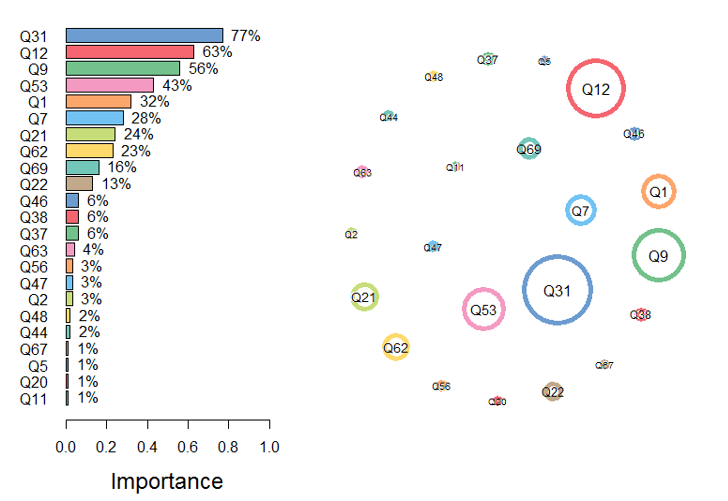 Q31 77%
Q12 63%
Q9 56%
Q53 43%
Q1 32%
Q7 28%
Q21 24%
Q62 23%
Q69 16%
Q22 13%
Q46 6%
Q38 6%
Q37 6%
Q63 4%
Q56 3%
Q47 3%
Q2 3%
Q48 2%
Q44 2%
Q67 1%
Q5 1%
Q20 1%
Q11 1%
0.0 0.2 0.4 0.6 0.8 1.0
Importance
Q37 Q5
Q48
Q12
Q44
Q46
Q69
Q11
Q63
Q1
Q7
Q2
Q47
Q9
Q31
Q21
Q53
Q38
Q62
Q67
Q56
Q22
Q20